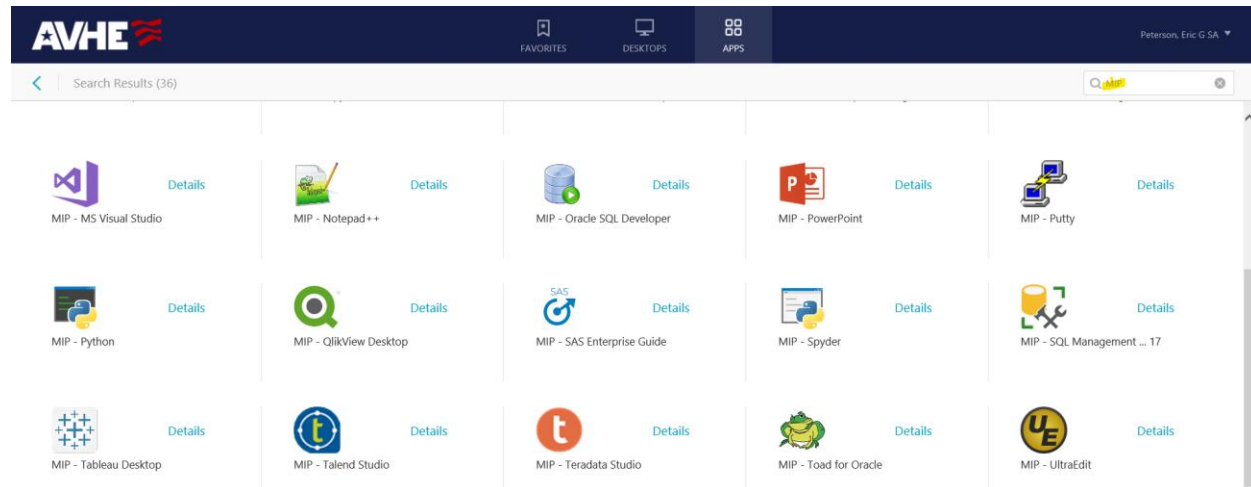 AVHE
FAVORITES
DESKTOPS
APPS
Peterson, Eric G SA
Search Results (36)
MIP
Details
Details
Details
P
Details
Details
MIP - MS Visual Studio
MIP - Notepad++
MIP - Oracle SQL Developer
MIP - PowerPoint
MIP - Putty
Details
Details
SAS
Details
Details
Details
MIP - Python
MIP - QlikView Desktop
MIP - SAS Enterprise Guide
MIP - Spyder
MIP - SQL Management ... 17
Details
t
Details
t
Details
Details
UE
Details
MIP - Tableau Desktop
MIP - Talend Studio
MIP - Teradata Studio
MIP - Toad for Oracle
MIP - UltraEdit